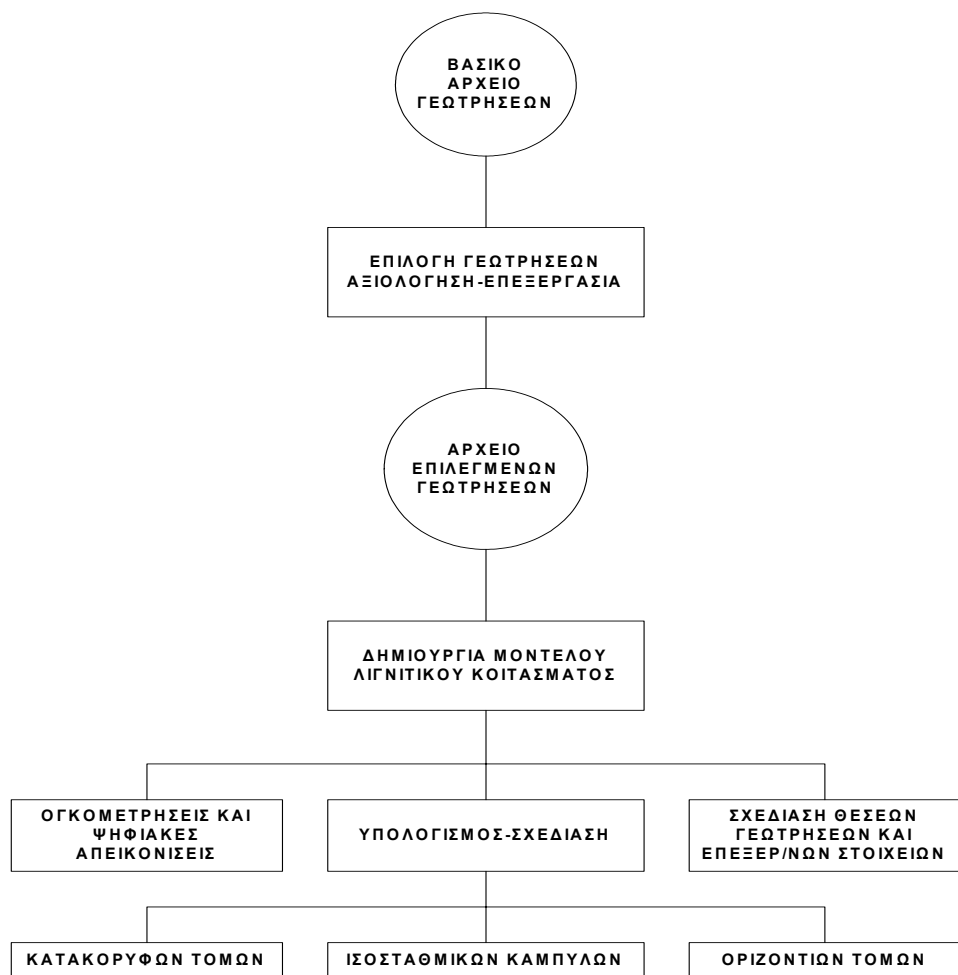 ΒΑΣΙΚΟ
ΑΡΧΕΙΟ
ΓΕΩΤΡΗΣΕΩΝ
ΕΠΙΛΟΓΗ ΓΕΩΤΡΗΣΕΩΝ
ΑΞΙΟΛΟΓΗΣΗ-ΕΠΕΞΕΡΓΑΣΙΑ
ΑΡΧΕΙΟ
ΕΠΙΛΕΓΜΕΝΩΝ
ΓΕΩΤΡΗΣΕΩΝ
ΔΗΜΙΟΥΡΓΙΑ ΜΟΝΤΕΛΟΥ
ΛΙΓΝΙΤΙΚΟΥ ΚΟΙΤΑΣΜΑΤΟΣ
ΟΓΚΟΜΕΤΡΗΣΕΙΣ ΚΑΙ
ΨΗΦΙΑΚΕΣ
ΑΠΕΙΚΟΝΙΣΕΙΣ
ΥΠΟΛΟΓΙΣΜΟΣ-ΣΧΕΔΙΑΣΗ
ΣΧΕΔΙΑΣΗ ΘΕΣΕΩΝ
ΓΕΩΤΡΗΣΕΩΝ ΚΑΙ
ΕΠΕΞΕΡ/ΝΩΝ ΣΤΟΙΧΕΙΩΝ
ΚΑΤΑΚΟΡΥΦΩΝ ΤΟΜΩΝ
ΙΣΟΣΤΑΘΜΙΚΩΝ ΚΑΜΠΥΛΩΝ
ΟΡΙΖΟΝΤΙΩΝ ΤΟΜΩΝ